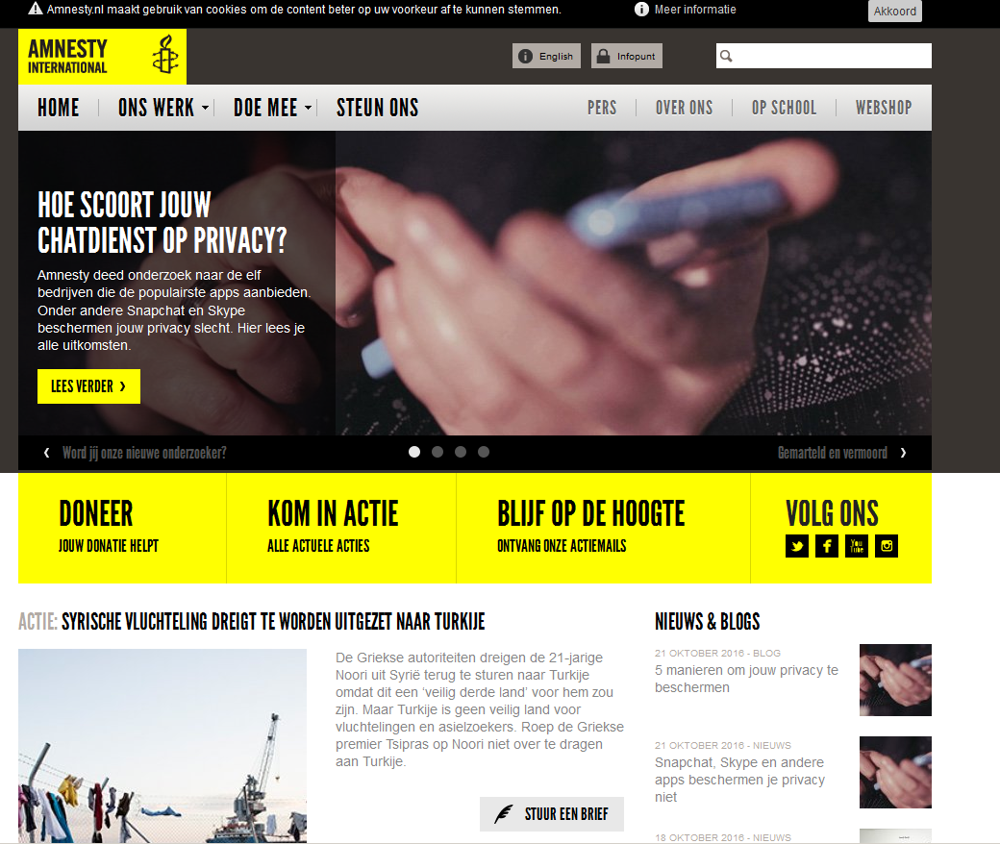 Amnesty.nl maakt gebruik van cookies om de content beter op uw voorkeur af te kunnen stemmen.
Meer informatie
Akkoord
AMNESTY
INTERNATIONAL
English
Infopunt
HOME
ONS WERK
DOE MEE
STEUN ONS
PERS
OVER ONS
OP SCHOOL
WEBSHOP
HOE SCOORT JOUW
CHATDIENST OP PRIVACY?
Amnesty deed onderzoek naar de elf
bedrijven die de populairste apps aanbieden.
Onder andere Snapchat en Skype
beschermen jouw privacy slecht. Hier lees je
alle uitkomsten.
LEES VERDER
Word jij onze nieuwe onderzoeker?
Gemarteld en vermoord
DONEER
JOUW DONATIE HELPT
KOM IN ACTIE
ALLE ACTUELE ACTIES
BLIJF OP DE HOOGTE
ONTVANG ONZE ACTIEMAILS
VOLG ONS
You
Tube
ACTIE: SYRISCHE VLUCHTELING DREIGT TE WORDEN UITGEZET NAAR TURKIJE
De Griekse autoriteiten dreigen de 21-jarige
Noori uit Syrië terug te sturen naar Turkije
omdat dit een ‘veilig derde land’ voor hem zou
zijn. Maar Turkije is geen veilig land voor
vluchtelingen en asielzoekers. Roep de Griekse
premier Tsipras op Noori niet over te dragen
aan Turkije.
STUUR EEN BRIEF
NIEUWS & BLOGS
21 OKTOBER 2016 - BLOG
5 manieren om jouw privacy te
beschermen
21 OKTOBER 2016 - NIEUWS
Snapchat, Skype en andere
apps beschermen je privacy
niet
18 OKTOBER 2016 - NIEUWS